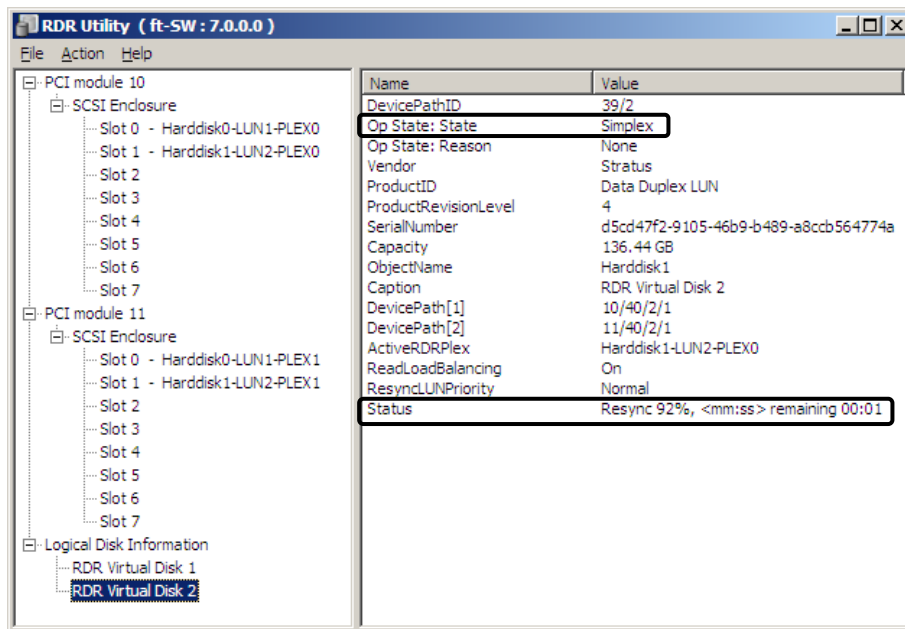 RDR Utility ( ft-SW : 7.0.0.0 )
File Action Help
PCI module 10
SCSI Enclosure
Slot 0 - Harddisk0-LUN1-PLEX0
Slot 1 - Harddisk1-LUN2-PLEX0
Slot 2
Slot 3
Slot 4
Slot 5
Slot 6
Slot 7
PCI module 11
SCSI Enclosure
Slot 0 - Harddisk0-LUN1-PLEX1
Slot 1 - Harddisk1-LUN2-PLEX1
Slot 2
Slot 3
Slot 4
Slot 5
Slot 6
Slot 7
Logical Disk Information
RDR Virtual Disk 1
RDR Virtual Disk 2
Name Value
DevicePathID 39/2
Op State: State Simplex
Op State: Reason None
Vendor Stratus
ProductID Data Duplex LUN
ProductRevisionLevel 4
SerialNumber d5cd47f2-9105-46b9-b489-a8ccb564774a
Capacity 136.44 GB
ObjectName Harddisk1
Caption RDR Virtual Disk 2
DevicePath[1] 10/40/2/1
DevicePath[2] 11/40/2/1
ActiveRDRPlex Harddisk1-LUN2-PLEX0
ReadLoadBalancing On
ResyncLUNPriority Normal
Status Resync 92%, <mm:ss> remaining 00:01